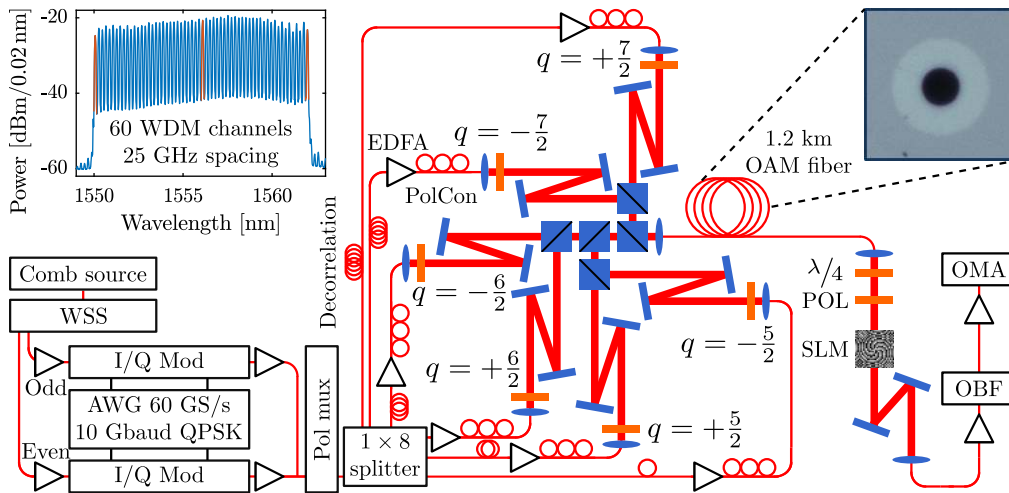 Power [dBm/0.02 nm]
-20
-40
-60
60 WDM channels
25 GHz spacing
1550
1555
1560
Wavelength [nm]
Comb source
WSS
Odd
I/Q Mod
AWG 60 GS/s
10 Gbaud QPSK
Even
I/Q Mod
Pol mux
Decorrelation
1 × 8
splitter
EDFA
PolCon
q = +7/2
q = −7/2
q = −6/2
q = +6/2
q = −5/2
q = +5/2
1.2 km
OAM fiber
λ/4
POL
SLM
OMA
OBF